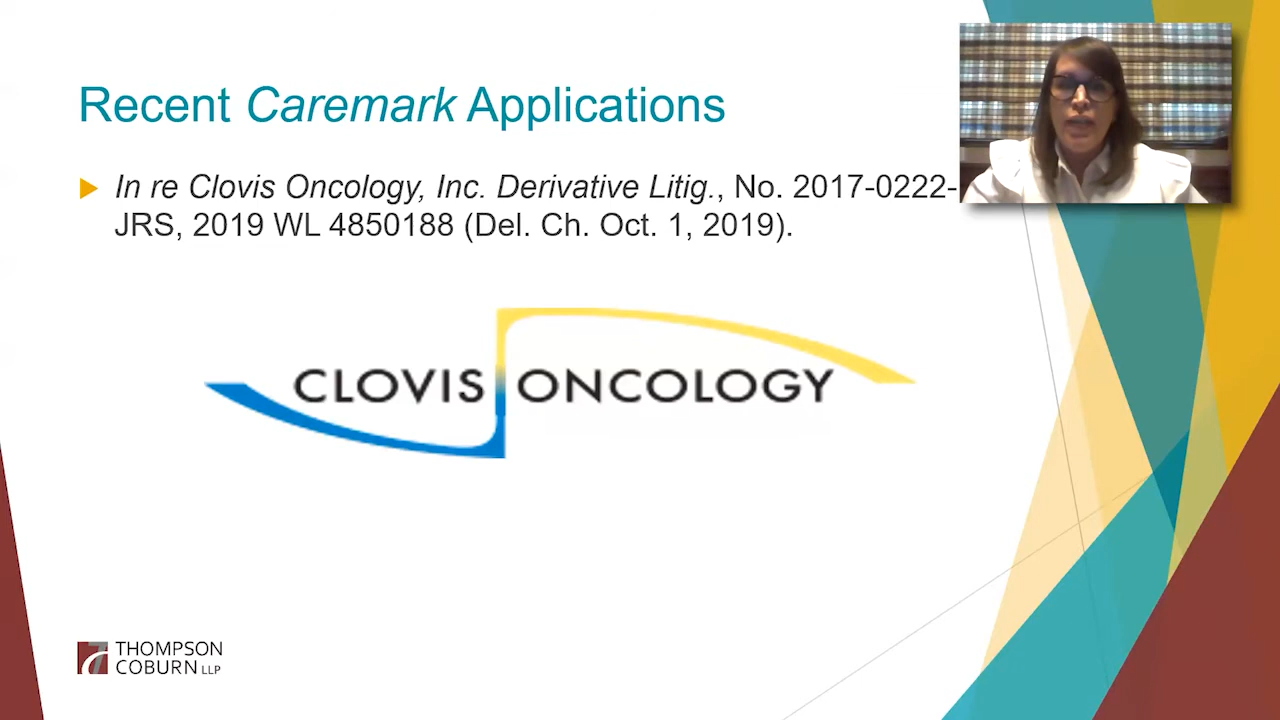 Recent Caremark Applications
In re Clovis Oncology, Inc. Derivative Litig., No. 2017-0222-
JRS, 2019 WL 4850188 (Del. Ch. Oct. 1, 2019).
CLOVIS ONCOLOGY
THOMPSON
COBURN LLP